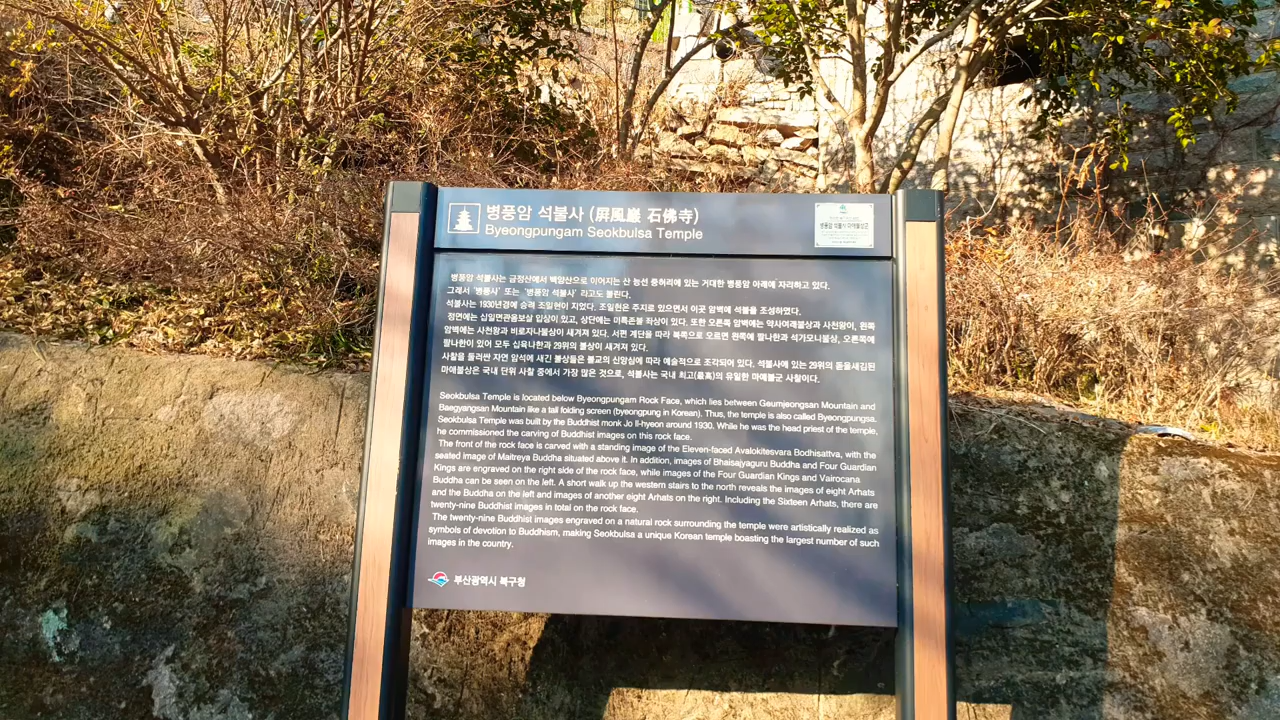 병풍암 석불사 (屛風巖 石佛寺)
Byeongpungam Seokbulsa Temple
병풍암 석불사 마애불상군
병풍암 석불사는 금정산에서 백양산으로 이어지는 산 능선 중허리에 있는 거대한 병풍암 아래에 자리하고 있다.
그래서 ‘병풍사’ 또는 ‘병풍암 석불사’ 라고도 불린다.
석불사는 1930년경에 승려 조일현이 지었다. 조일현은 주지로 있으면서 이곳 암벽에 석불을 조성하였다.
정면에는 십일면관음보살 입상이 있고, 상단에는 미륵존불 좌상이 있다. 또한 오른쪽 암벽에는 약사여래불상과 사천왕이, 왼쪽
암벽에는 사천왕과 비로자나불상이 새겨져 있다. 서편 계단을 따라 북쪽으로 오르면 왼쪽에 팔나한과 석가모니불상, 오른쪽에
팔나한이 있어 모두 십육나한과 29위의 불상이 새겨져 있다.
사찰을 둘러싼 자연 암석에 새긴 불상들은 불교의 신앙심에 따라 예술적으로 조각되어 있다. 석불사에 있는 29위의 돋을새김된
마애불상은 국내 단위 사찰 중에서 가장 많은 것으로, 석불사는 국내 최고(最高)의 유일한 마애불군 사찰이다.
Seokbulsa Temple is located below Byeongpungam Rock Face, which lies between Geumjeongsan Mountain and
Baegyangsan Mountain like a tall folding screen (byeongpung in Korean). Thus, the temple is also called Byeongpungsa.
Seokbulsa Temple was built by the Buddhist monk Jo Il-hyeon around 1930. While he was the head priest of the temple,
he commissioned the carving of Buddhist images on this rock face.
The front of the rock face is carved with a standing image of the Eleven-faced Avalokitesvara Bodhisattva, with the
seated image of Maitreya Buddha situated above it. In addition, images of Bhaisajyaguru Buddha and Four Guardian
Kings are engraved on the right side of the rock face, while images of the Four Guardian Kings and Vairocana
Buddha can be seen on the left. A short walk up the western stairs to the north reveals the images of eight Arhats
and the Buddha on the left and images of another eight Arhats on the right. Including the Sixteen Arhats, there are
twenty-nine Buddhist images in total on the rock face.
The twenty-nine Buddhist images engraved on a natural rock surrounding the temple were artistically realized as
symbols of devotion to Buddhism, making Seokbulsa a unique Korean temple boasting the largest number of such
images in the country.
부산광역시 북구청